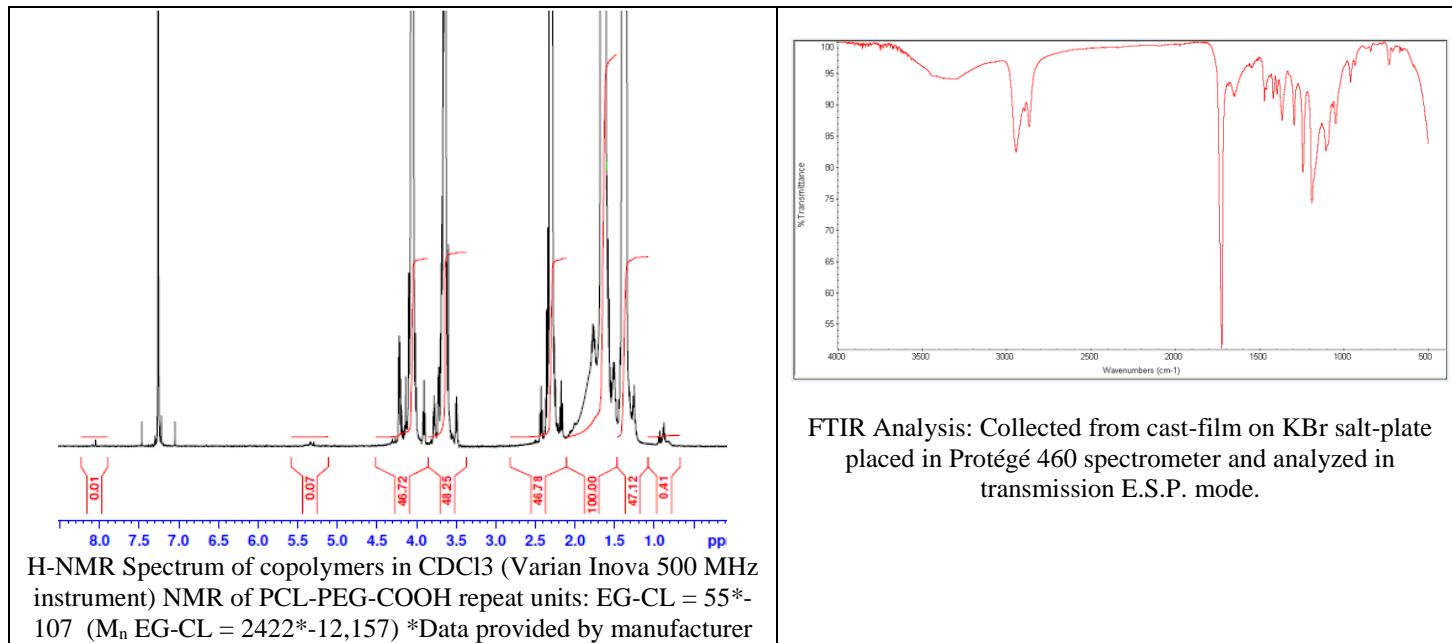 0.01
0.07
46.72
48.25
46.78
100.00
47.12
0.41
8.0 7.5 7.0 6.5 6.0 5.5 5.0 4.5 4.0 3.5 3.0 2.5 2.0 1.5 1.0 pp
H-NMR Spectrum of copolymers in CDCl3 (Varian Inova 500 MHz
instrument) NMR of PCL-PEG-COOH repeat units: EG-CL = 55*-
107 (Mn EG-CL = 2422*-12,157) *Data provided by manufacturer
100
95
90
85
80
75
70
65
60
55
% Transmittance
4000 3500 3000 2500 2000 1500 1000 500
Wavenumbers (cm-1)
FTIR Analysis: Collected from cast-film on KBr salt-plate
placed in Protégé 460 spectrometer and analyzed in
transmission E.S.P. mode.